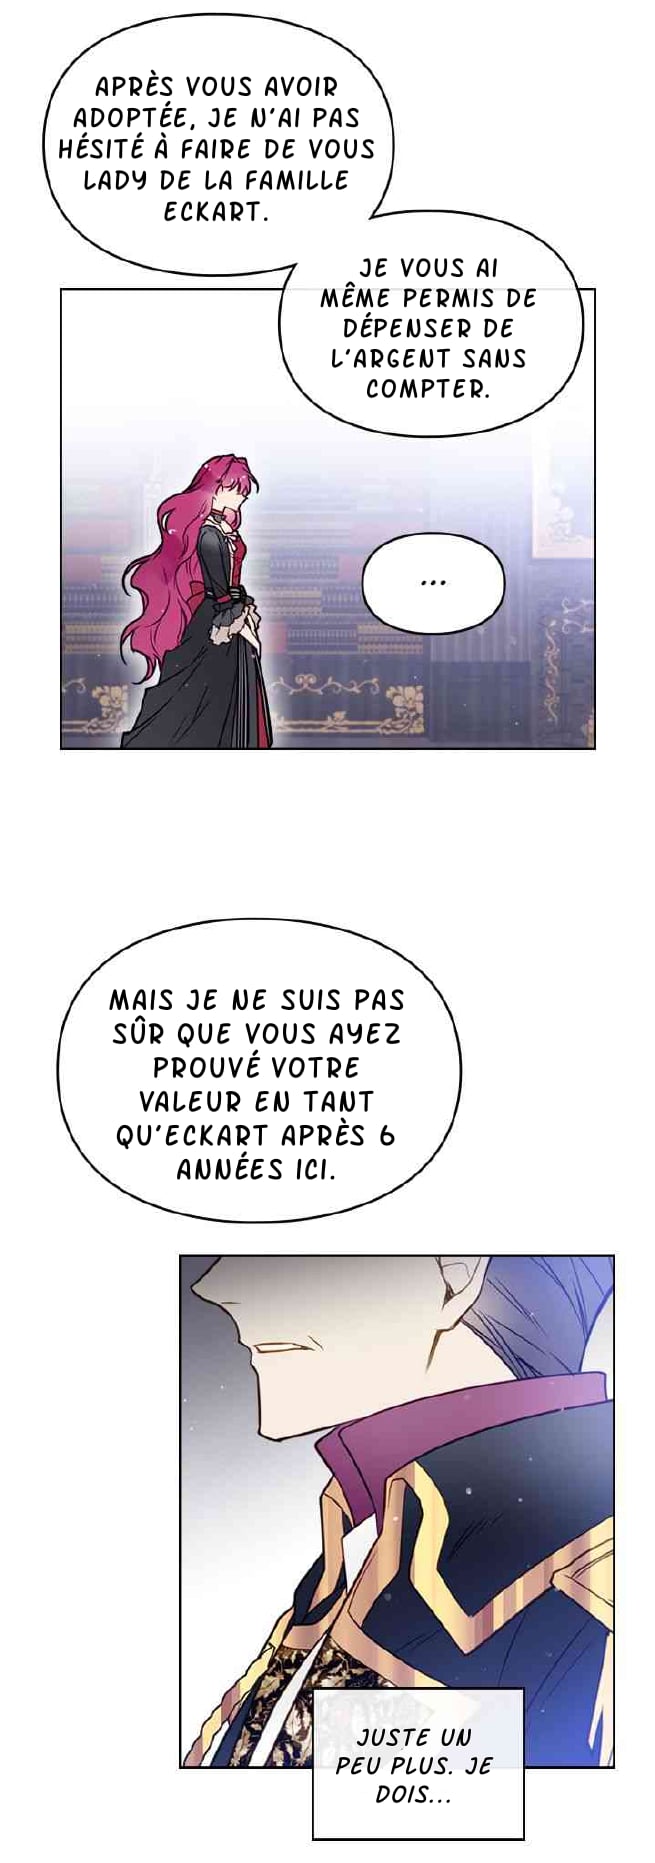 APRÈS VOUS AVOIR
ADOPTÉE, JE N'AI PAS
HÉSITÉ À FAIRE DE VOUS
LADY DE LA FAMILLE
ECKART.
JE VOUS AI
MÊME PERMIS DE
DÉPENSER DE
L'ARGENT SANS
COMPTER.
...
MAIS JE NE SUIS PAS
SÛR QUE VOUS AYEZ
PROUVÉ VOTRE
VALEUR EN TANT
QU'ECKART APRÈS 6
ANNÉES ICI.
JUSTE UN
PEU PLUS. JE
DOIS...